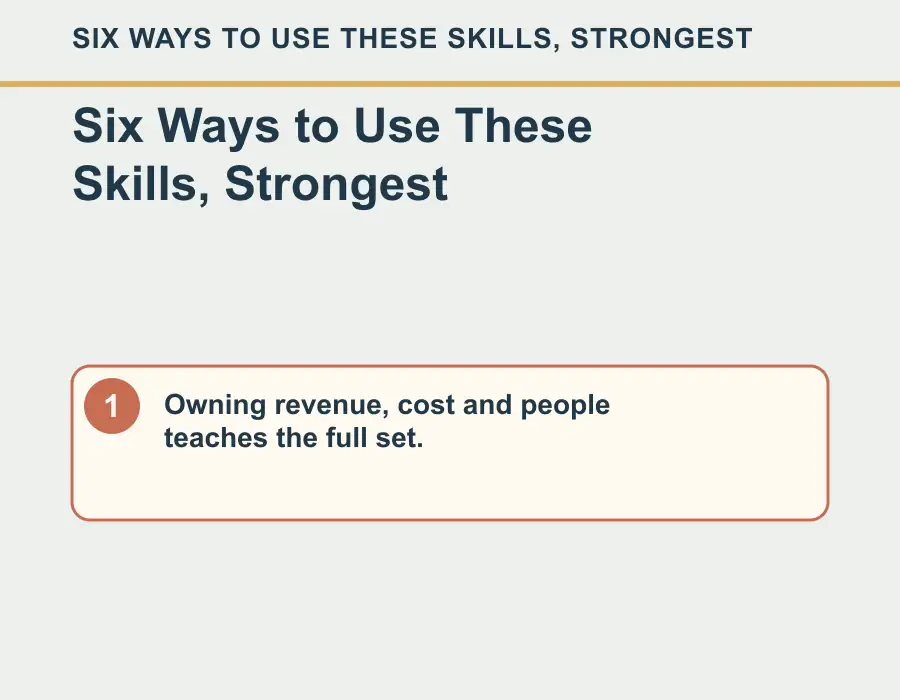 SIX WAYS TO USE THESE SKILLS, STRONGEST
Six Ways to Use These
Skills, Strongest
1
Owning revenue, cost and people
teaches the full set.